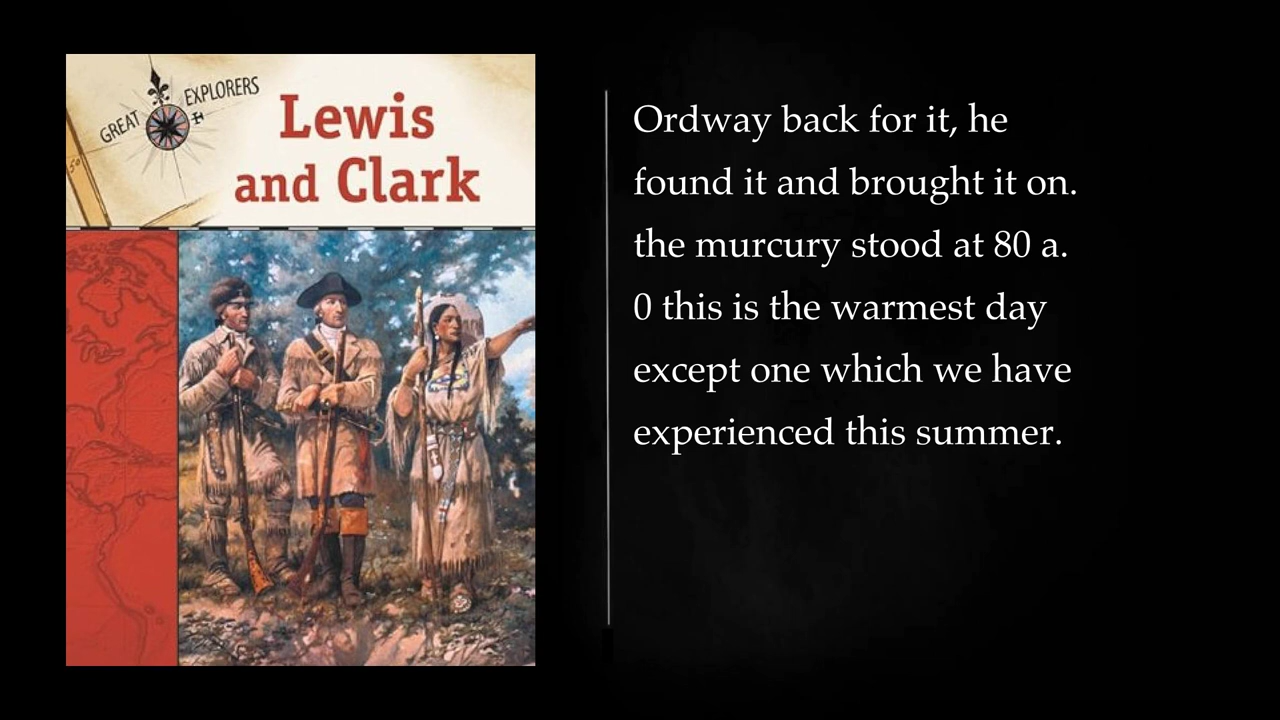 GREAT EXPLORERS
Lewis
and Clark
50
Ordway back for it, he
found it and brought it on.
the murcury stood at 80 a.
0 this is the warmest day
except one which we have
experienced this summer.